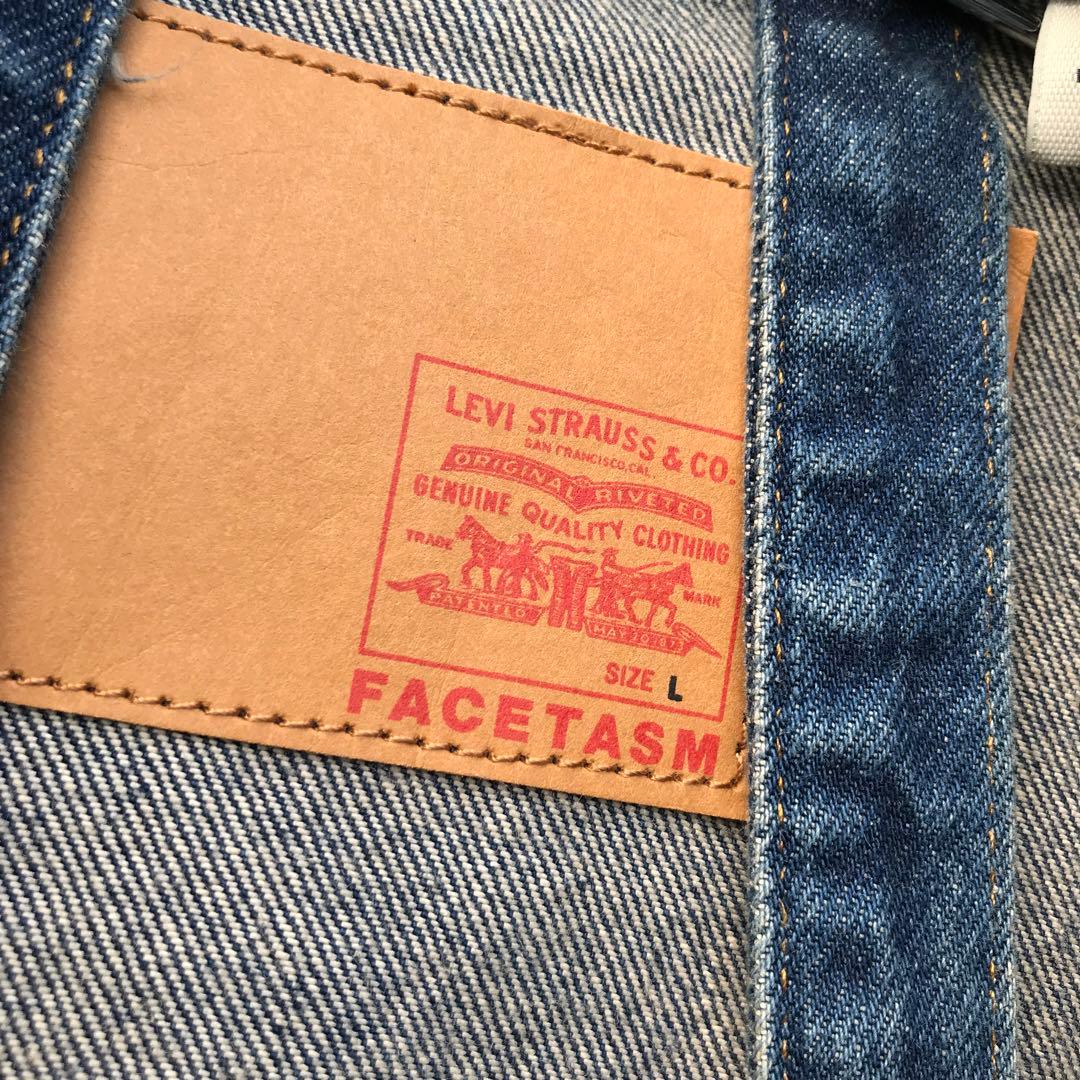 LEVI STRAUSS & CO.
SAN FRANCISCO, CAL
ORIGINAL RIVETED
GENUINE QUALITY CLOTHING
TRADE MARK
PATENTED MAY 20 1873
SIZE L
FACETASM